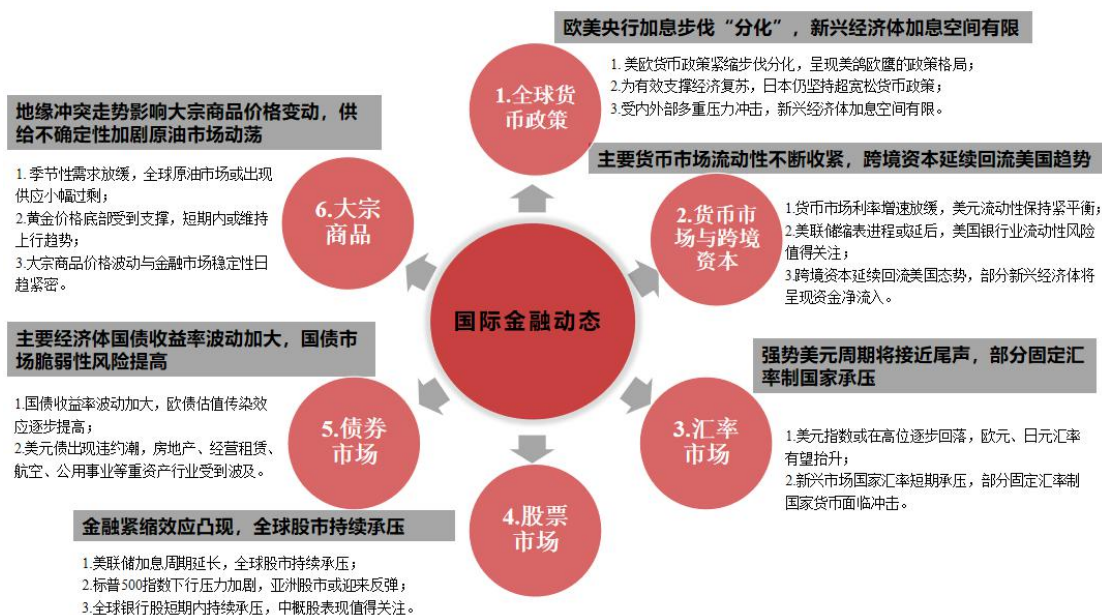 国际金融动态
1.全球货
币政策
欧美央行加息步伐“分化”，新兴经济体加息空间有限
1. 美欧货币政策紧缩步伐分化，呈现美鸽欧鹰的政策格局；
2.为有效支撑经济复苏，日本仍坚持超宽松货币政策；
3.受内外部多重压力冲击，新兴经济体加息空间有限。
2.货币市
场与跨境
资本
主要货币市场流动性不断收紧，跨境资本延续回流美国趋势
1.货币市场利率增速放缓，美元流动性保持紧平衡；
2.美联储缩表进程或延后，美国银行业流动性风险
值得关注；
3.跨境资本延续回流美国态势，部分新兴经济体将
呈现资金净流入。
3.汇率
市场
强势美元周期将接近尾声，部分固定汇
率制国家承压
1.美元指数或在高位逐步回落，欧元、日元汇率
有望抬升；
2.新兴市场国家汇率短期承压，部分固定汇率制
国家货币面临冲击。
4.股票
市场
金融紧缩效应凸现，全球股市持续承压
1.美联储加息周期延长，全球股市持续承压；
2.标普500指数下行压力加剧，亚洲股市或迎来反弹；
3.全球银行股短期内持续承压，中概股表现值得关注。
5.债券
市场
主要经济体国债收益率波动加大，国债市
场脆弱性风险提高
1.国债收益率波动加大，欧债估值传染效
应逐步提高；
2.美元债出现违约潮，房地产、经营租赁、
航空、公用事业等重资产行业受到波及。
6.大宗
商品
地缘冲突走势影响大宗商品价格变动，供
给不确定性加剧原油市场动荡
1. 季节性需求放缓，全球原油市场或出现
供应小幅过剩；
2.黄金价格底部受到支撑，短期内或维持
上行趋势；
3.大宗商品价格波动与金融市场稳定性日
趋紧密。